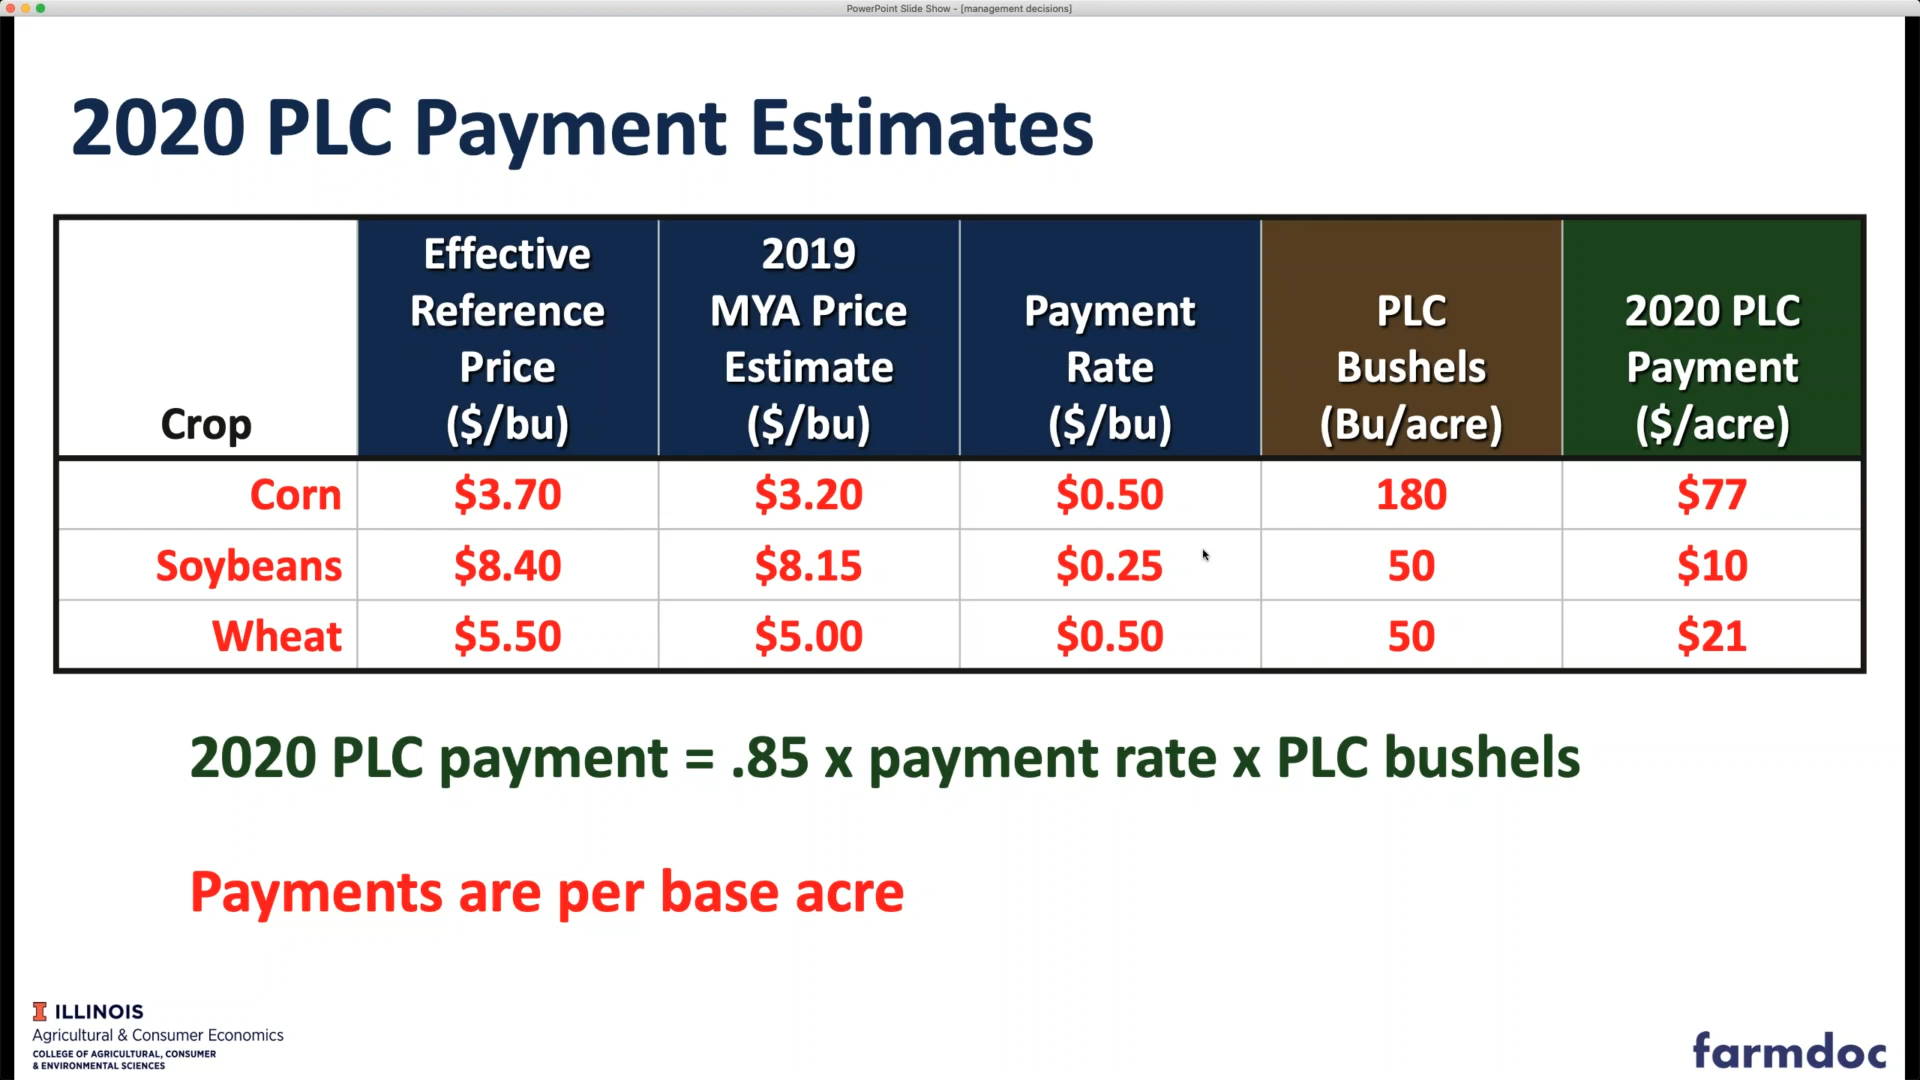 PowerPoint Slide Show - [management decisions]
2020 PLC Payment Estimates
Crop
Effective
Reference
Price
($/bu)
2019
MYA Price
Estimate
($/bu)
Payment
Rate
($/bu)
PLC
Bushels
(Bu/acre)
2020 PLC
Payment
($/acre)
Corn $3.70 $3.20 $0.50 180 $77
Soybeans $8.40 $8.15 $0.25 50 $10
Wheat $5.50 $5.00 $0.50 50 $21
2020 PLC payment = .85 x payment rate x PLC bushels
Payments are per base acre
I ILLINOIS
Agricultural & Consumer Economics
COLLEGE OF AGRICULTURAL, CONSUMER
& ENVIRONMENTAL SCIENCES
farmdoc